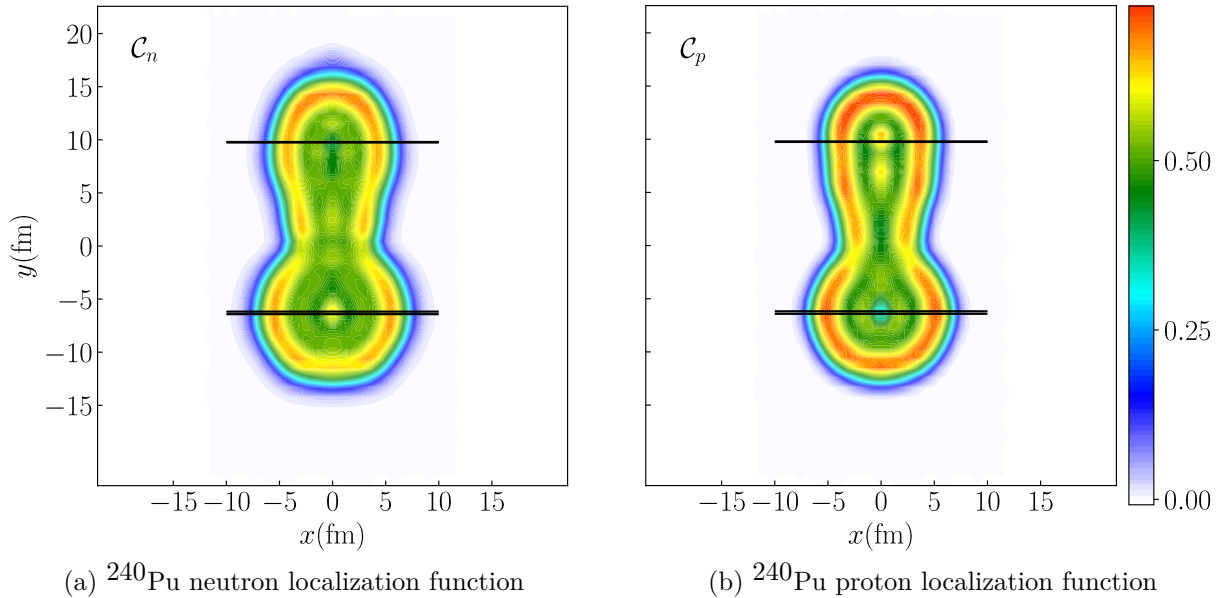 20
15
10
5
0
−5
−10
−15
y(fm)
𝒞n
−15 −10 −5 0 5 10 15
x(fm)
𝒞p
−15 −10 −5 0 5 10 15
x(fm)
0.50
0.25
0.00
(a) ²⁴⁰Pu neutron localization function
(b) ²⁴⁰Pu proton localization function